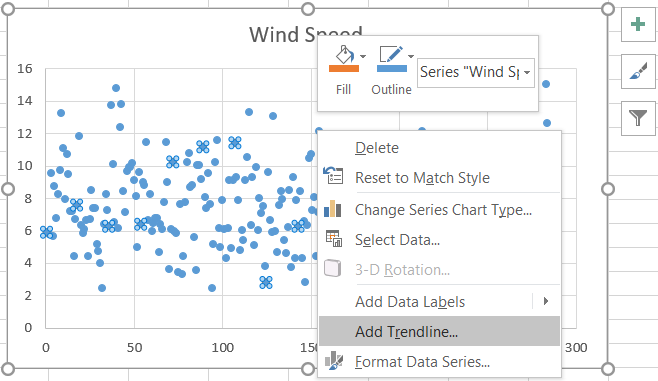 Wind Speed
Fill
Outline
Series "Wind Sp
16
14
12
10
8
6
4
2
0
0
50
100
300
Delete
Reset to Match Style
Change Series Chart Type...
Select Data...
3-D Rotation...
Add Data Labels
Add Trendline...
Format Data Series...